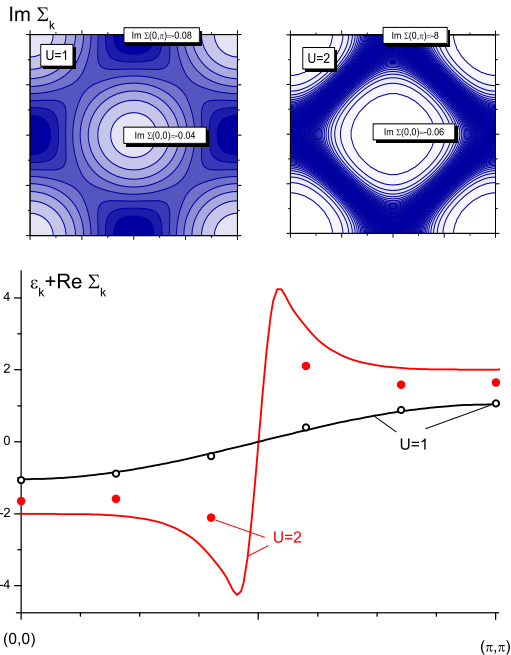 Im Σk
Im Σ(0,π)=-0.08
Im Σ(0,π)=-8
U=1
U=2
Im Σ(0,0)=-0.04
Im Σ(0,0)=-0.06
εk+Re Σk
4
2
0
-2
-4
U=1
U=2
(0,0)
(π,π)